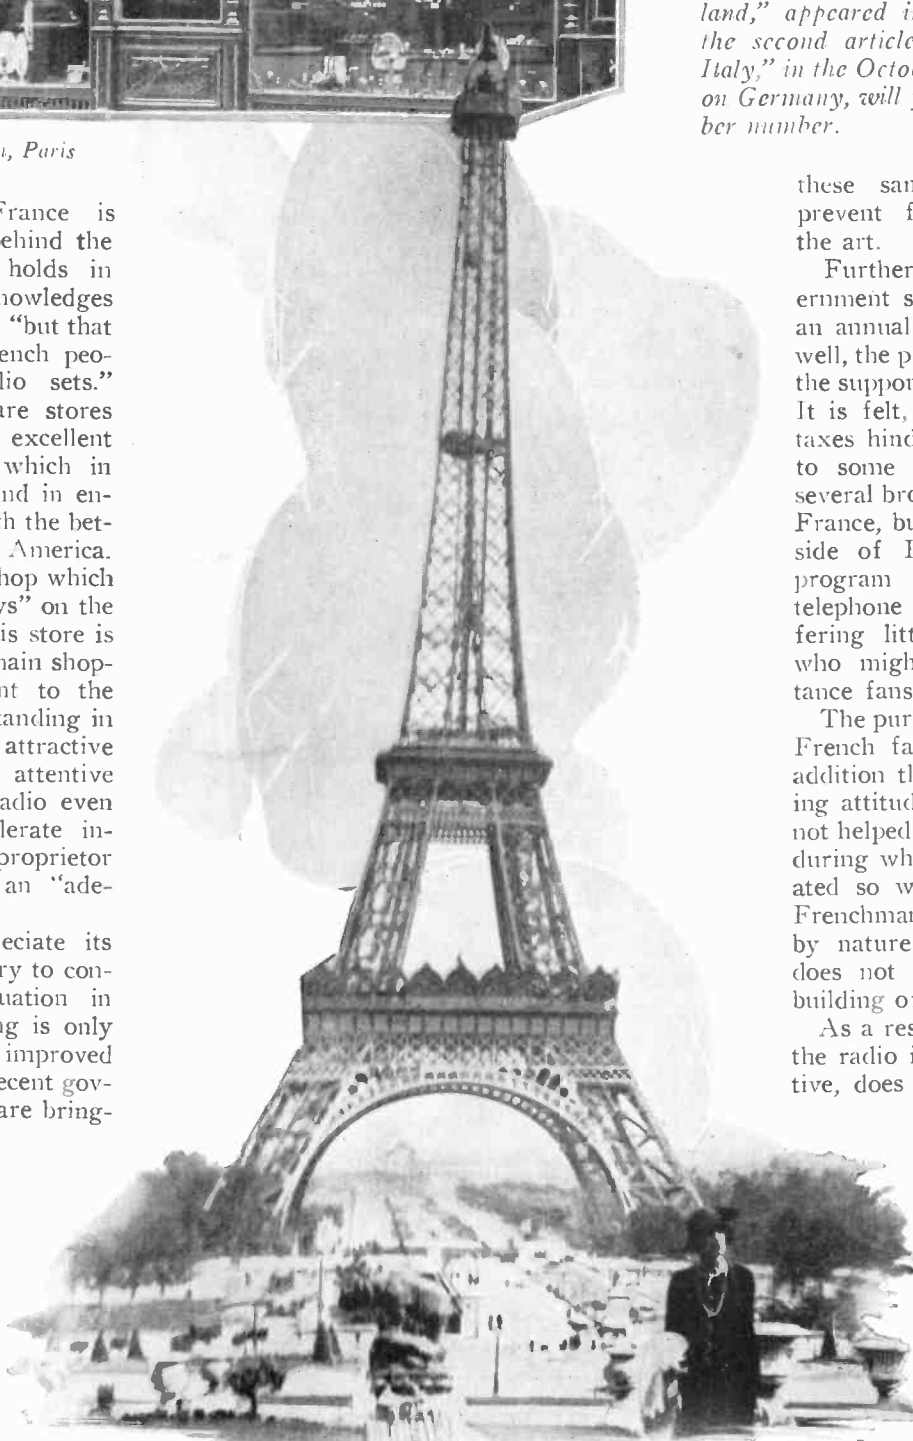 land," appeared i
the second article
Italy," in the Octo
on Germany, will
ber number.
, Paris
France is
ehind the
holds in
nowledges
"but that
ench peo-
dio sets."
are stores
excellent
which in
nd in en-
h the bet-
America.
hop which
ys" on the
is store is
main shop-
nt to the
tanding in
attractive
attentive
adio even
lerate in-
proprietor
an "ade-
eciate its
ry to con-
uation in
ng is only
improved
ecent gov-
are bring-
these sam
prevent f
the art.
Further
ernment s
an annual
well, the p
the suppor
It is felt,
taxes hind
to some
several bro
France, bu
side of
program
telephone
fering litt
who migh
tance fans
The pur
French fa
addition th
ing attitud
not helped
during wh
ated so w
Frenchman
by nature
does not
building o
As a res
the radio i
tive, does